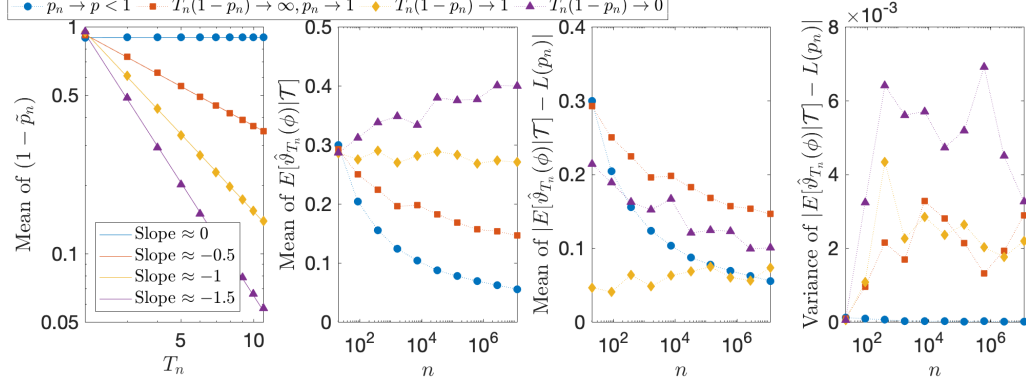 p_n → p < 1 T_n(1 − p_n) → ∞, p_n → 1 T_n(1 − p_n) → 1 T_n(1 − p_n) → 0
Mean of (1 − p̃_n)
0.5
0.1
0.05
5 10
T_n
Slope ≈ 0
Slope ≈ −0.5
Slope ≈ −1
Slope ≈ −1.5
Mean of E[ϑ̂_{T_n}(ϕ)|𝒯]
0.5
0.4
0.3
0.2
0.1
0
10^2 10^4 10^6
n
Mean of |E[ϑ̂_{T_n}(ϕ)|𝒯] − L(p_n)|
0.4
0.3
0.2
0.1
0
10^2 10^4 10^6
n
Variance of |E[ϑ̂_{T_n}(ϕ)|𝒯] − L(p_n)|
8 ×10^-3
6
4
2
0
10^2 10^4 10^6
n